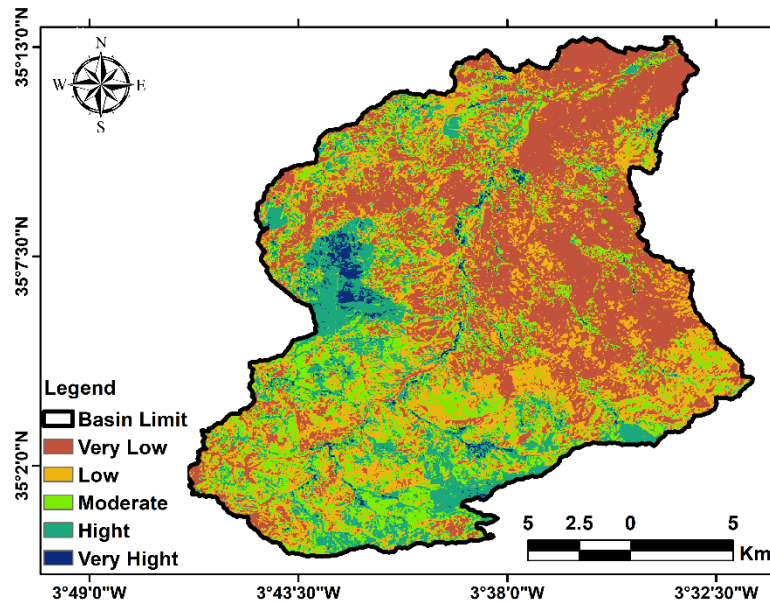 35°13'0"N
35°7'30"N
35°2'0"N
N
W E
S
Legend
Basin Limit
Very Low
Low
Moderate
Hight
Very Hight
5 2.5 0 5
Km
3°49'0"W 3°43'30"W 3°38'0"W 3°32'30"W